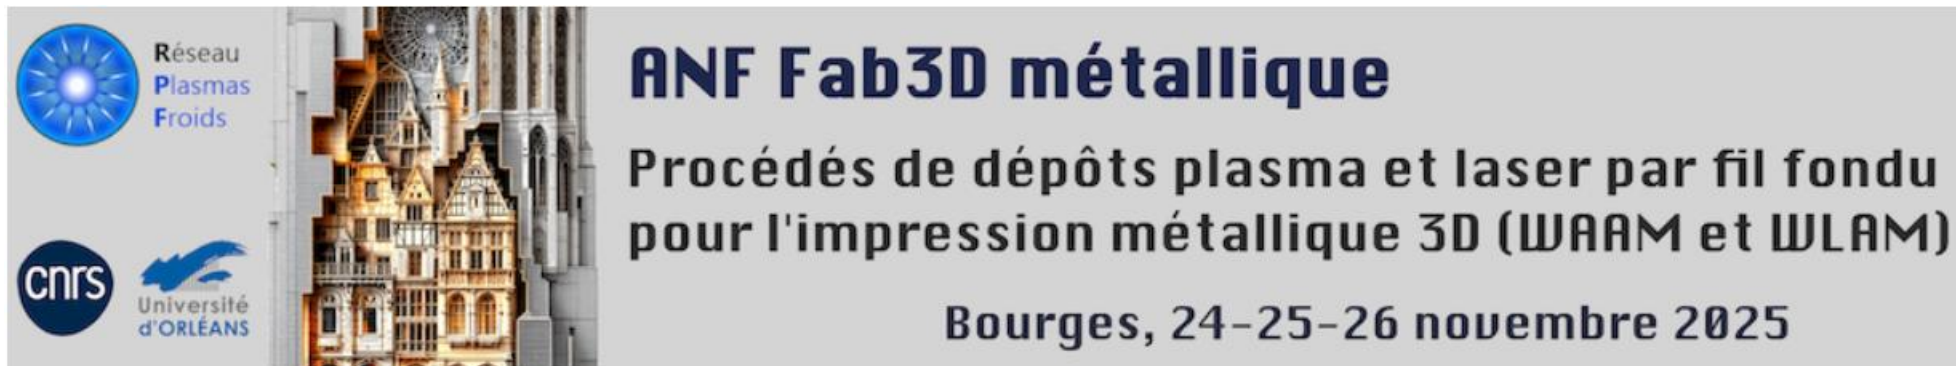 Réseau
Plasmas
Froids
cnrs
Université
d'ORLÉANS
ANF Fab3D métallique
Procédés de dépôts plasma et laser par fil fondu
pour l'impression métallique 3D (WAAM et WLAM)
Bourges, 24-25-26 novembre 2025